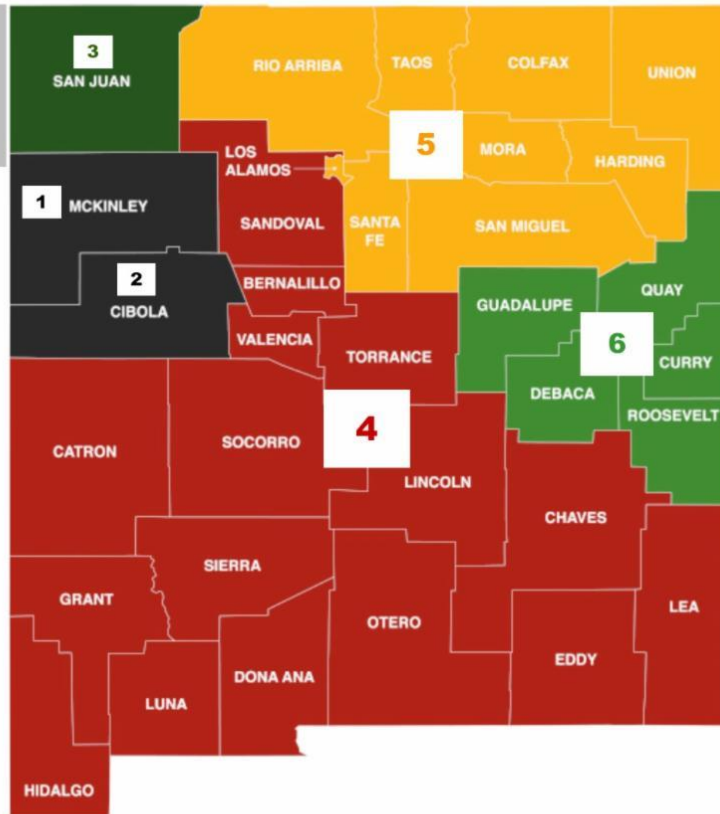 3
SAN JUAN
RIO ARRIBA
TAOS
COLFAX
UNION
5
MORA
HARDING
LOS
ALAMOS
1
MCKINLEY
SANDOVAL
SANTA
FE
SAN MIGUEL
2
CIBOLA
BERNALILLO
GUADALUPE
QUAY
VALENCIA
TORRANCE
6
CURRY
DEBACA
ROOSEVELT
4
CATRON
SOCORRO
LINCOLN
CHAVES
SIERRA
GRANT
OTERO
LEA
EDDY
DONA ANA
LUNA
HIDALGO